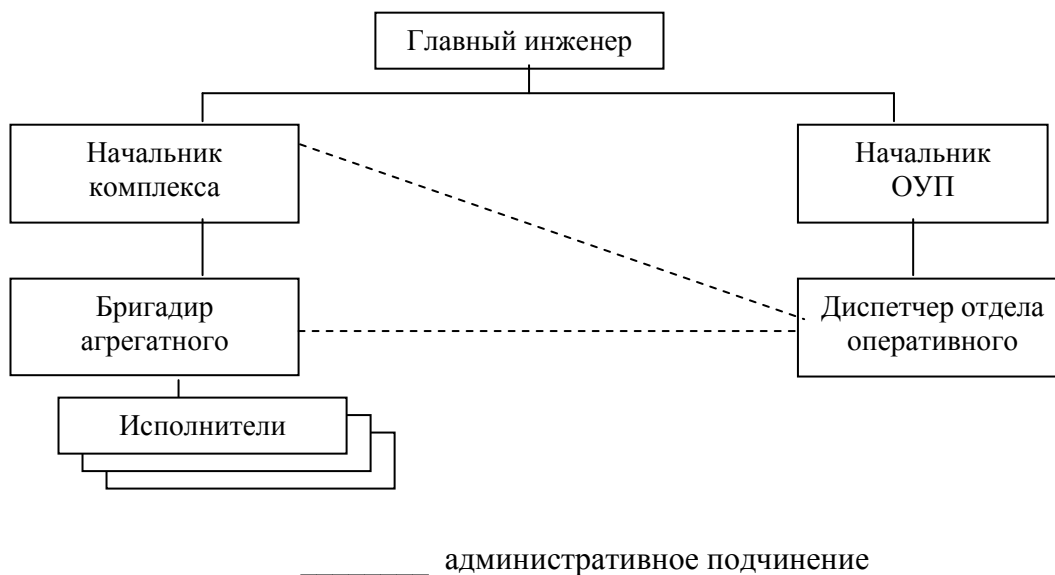 Главный инженер
Начальник
комплекса
Начальник
ОУП
Бригадир
агрегатного
Диспетчер отдела
оперативного
Исполнители
административное подчинение